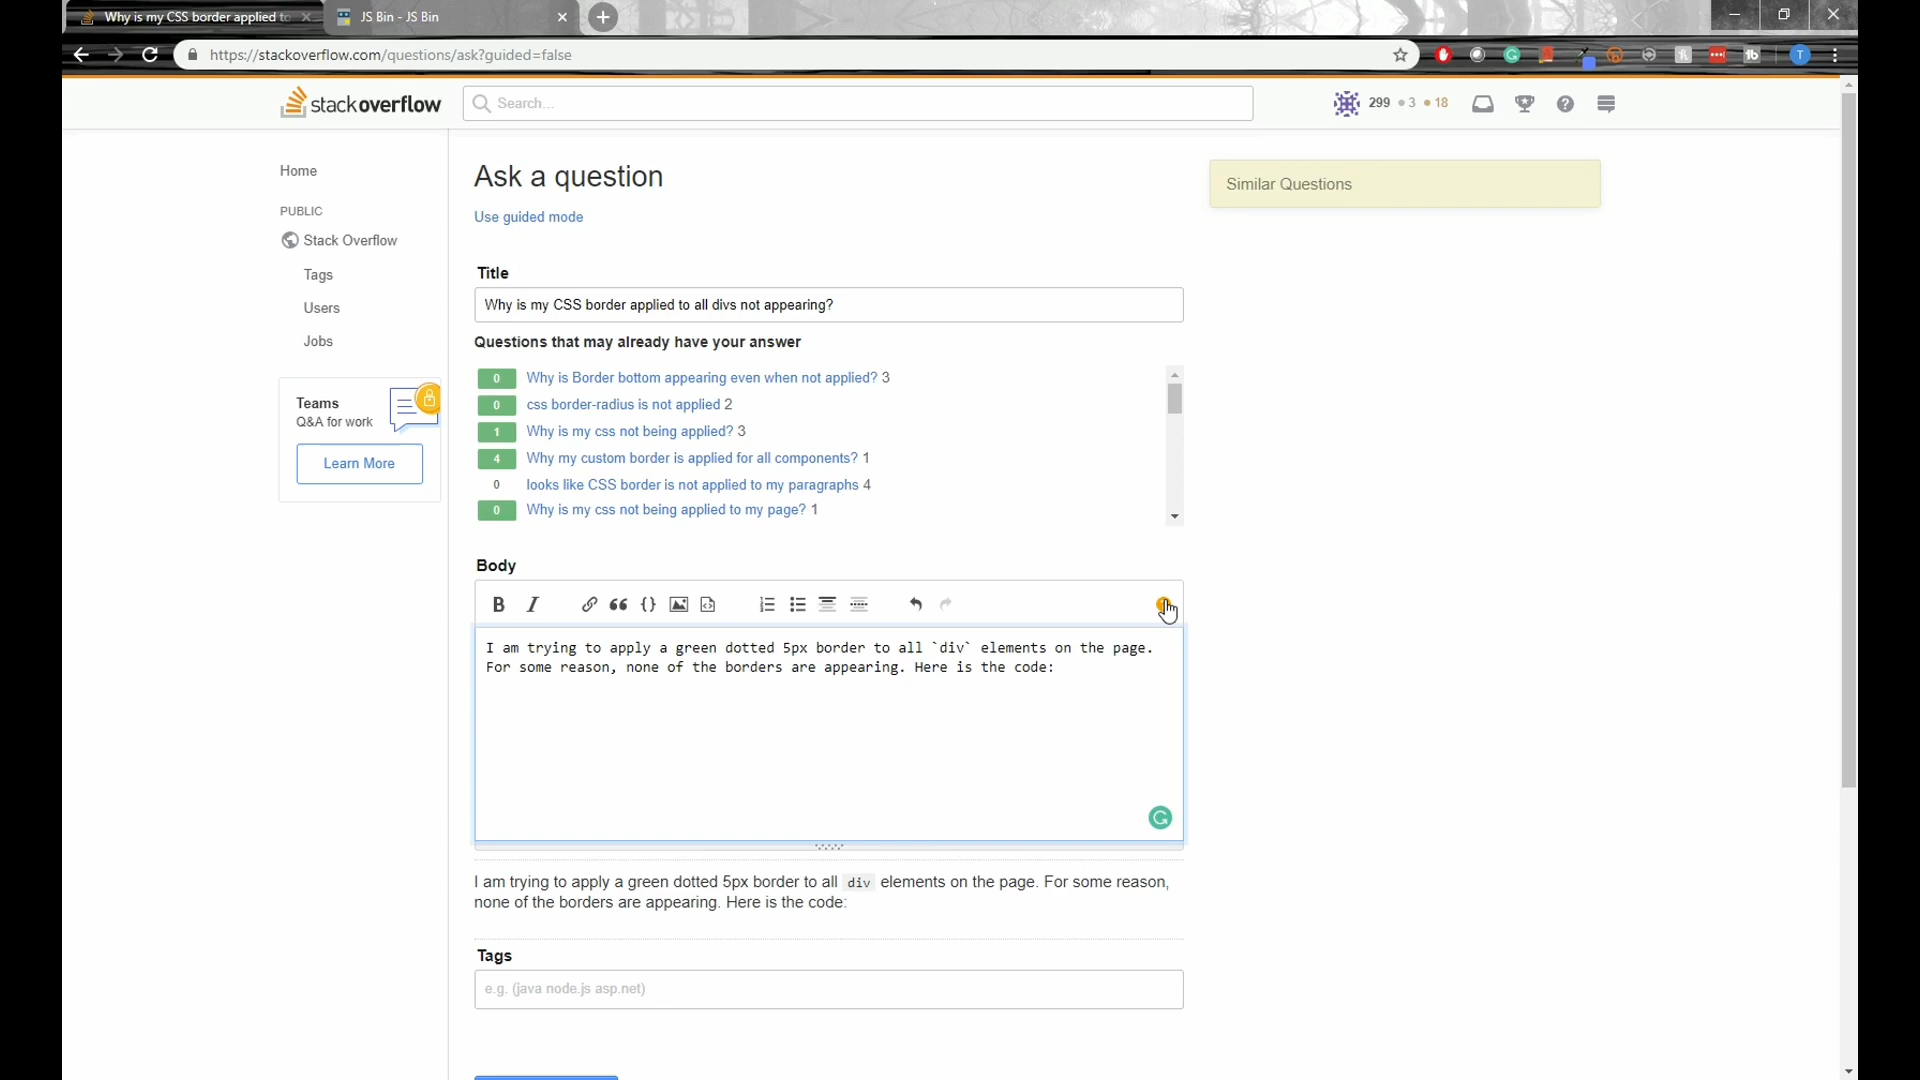 Why is my CSS border applied to
JS Bin - JS Bin
https://stackoverflow.com/questions/ask?guided=false
T
stackoverflow
Search...
299 3 18
Home
PUBLIC
Stack Overflow
Tags
Users
Jobs
Teams
Q&A for work
Learn More
Ask a question
Use guided mode
Similar Questions
Title
Why is my CSS border applied to all divs not appearing?
Questions that may already have your answer
0 Why is Border bottom appearing even when not applied? 3
0 css border-radius is not applied 2
1 Why is my css not being applied? 3
4 Why my custom border is applied for all components? 1
0 looks like CSS border is not applied to my paragraphs 4
0 Why is my css not being applied to my page? 1
Body
B I {}
I am trying to apply a green dotted 5px border to all `div` elements on the page.
For some reason, none of the borders are appearing. Here is the code:
I am trying to apply a green dotted 5px border to all div elements on the page. For some reason,
none of the borders are appearing. Here is the code:
Tags
e.g. (java node.js asp.net)